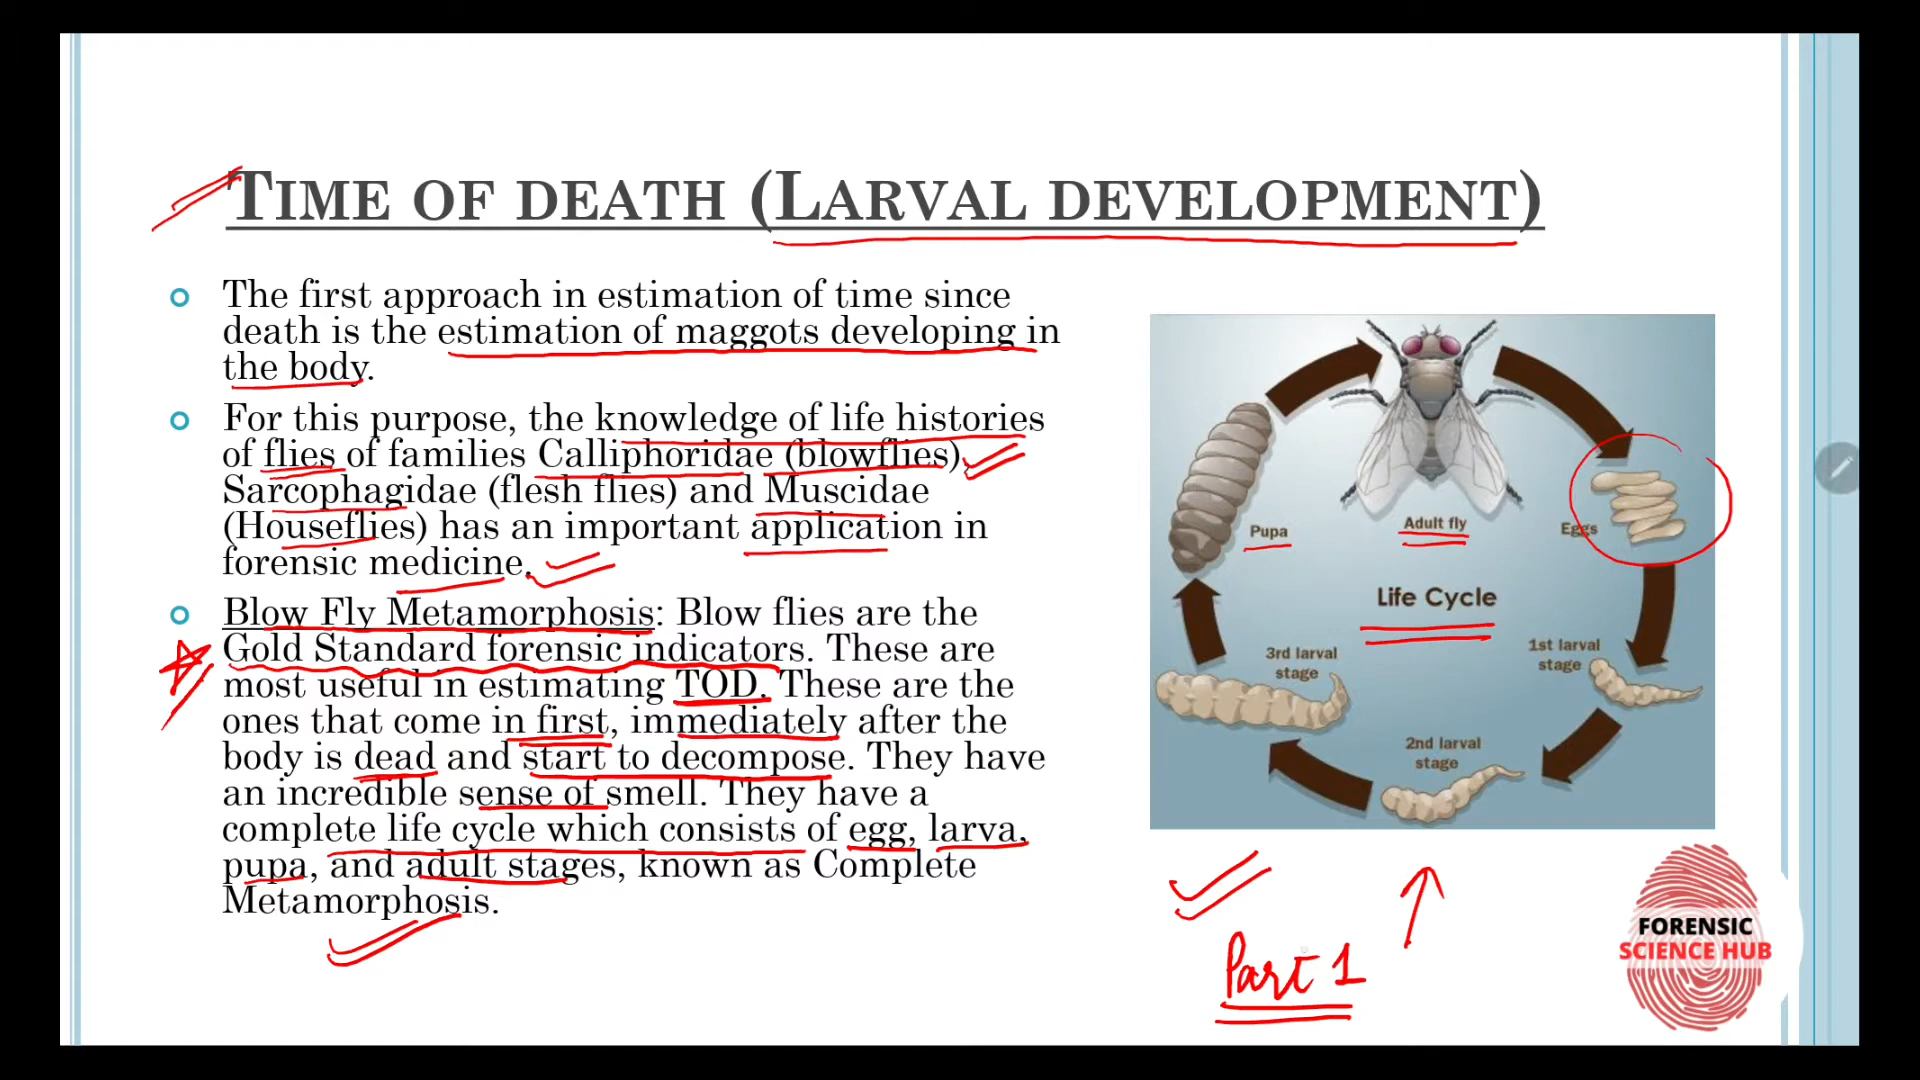 TIME OF DEATH (LARVAL DEVELOPMENT)
The first approach in estimation of time since
death is the estimation of maggots developing in
the body.
For this purpose, the knowledge of life histories
of flies of families Calliphoridae (blowflies),
Sarcophagidae (flesh flies) and Muscidae
(Houseflies) has an important application in
forensic medicine.
Blow Fly Metamorphosis: Blow flies are the
Gold Standard forensic indicators. These are
most useful in estimating TOD. These are the
ones that come in first, immediately after the
body is dead and start to decompose. They have
an incredible sense of smell. They have a
complete life cycle which consists of egg, larva,
pupa, and adult stages, known as Complete
Metamorphosis.
Adult fly
Eggs
Pupa
Life Cycle
1st larval
stage
3rd larval
stage
2nd larval
stage
Part 1
FORENSIC
SCIENCE HUB